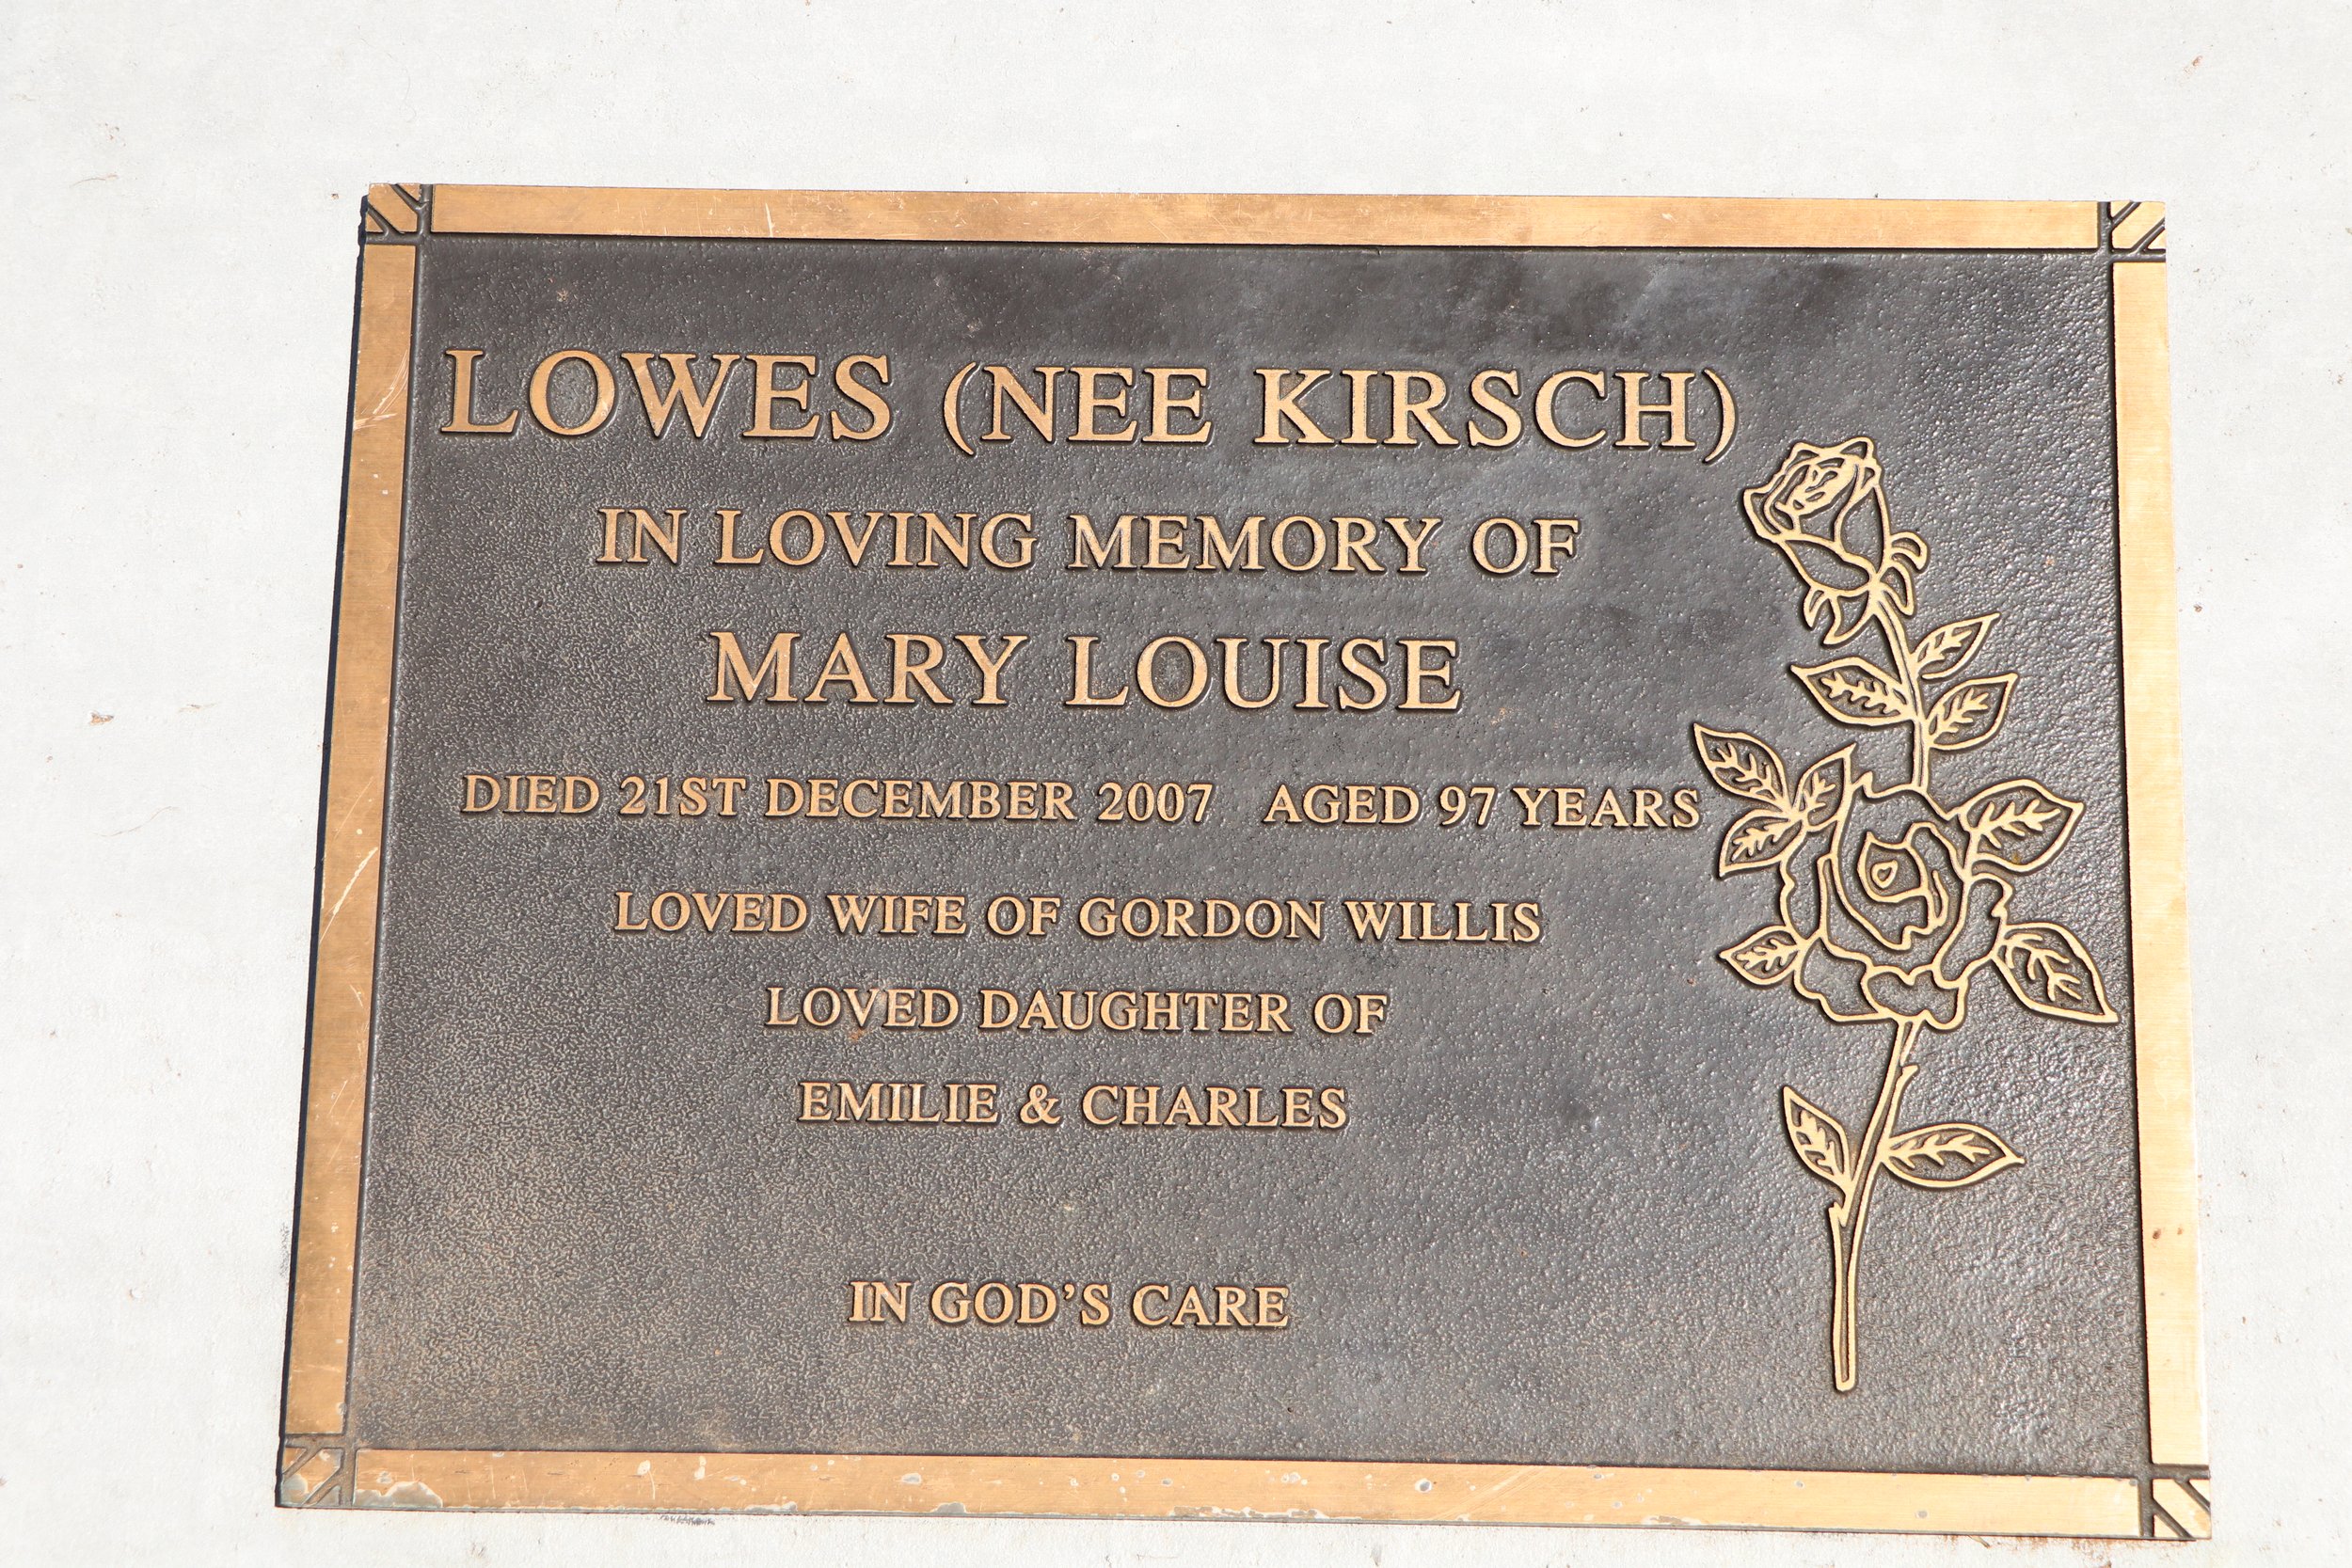 LOWES (NEE KIRSCH)
IN LOVING MEMORY OF
MARY LOUISE
DIED 21ST DECEMBER 2007 AGED 97 YEARS
LOVED WIFE OF GORDON WILLIS
LOVED DAUGHTER OF
EMILIE & CHARLES
IN GOD'S CARE